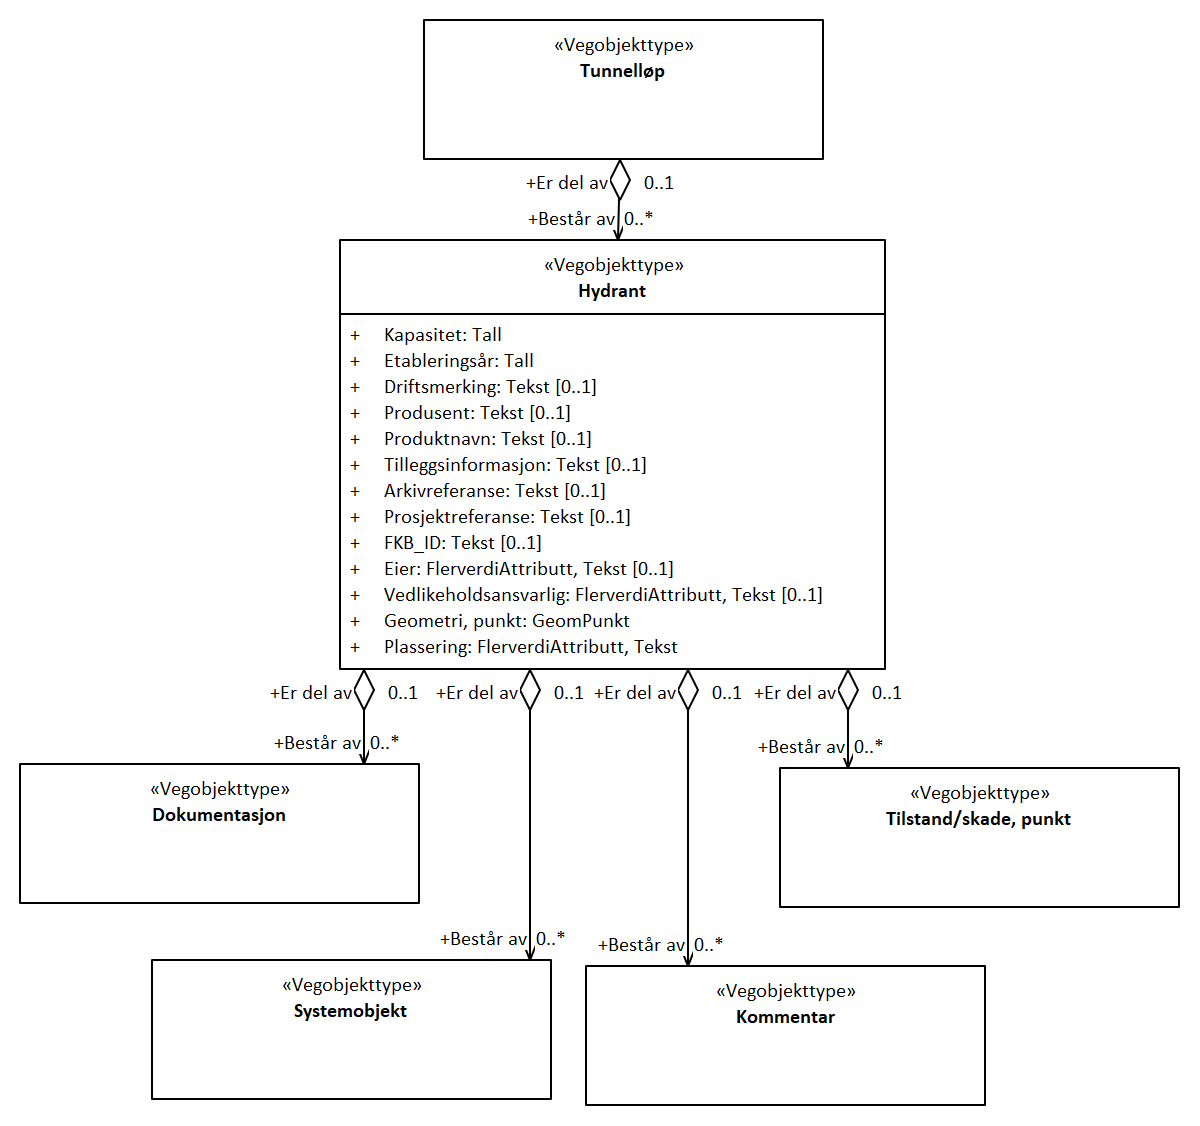 «Vegobjekttype»
Tunnelløp
+Er del av 0..1
+Består av 0..*
«Vegobjekttype»
Hydrant
+ Kapasitet: Tall
+ Etableringsår: Tall
+ Driftsmerking: Tekst [0..1]
+ Produsent: Tekst [0..1]
+ Produktnavn: Tekst [0..1]
+ Tilleggsinformasjon: Tekst [0..1]
+ Arkivreferanse: Tekst [0..1]
+ Prosjektreferanse: Tekst [0..1]
+ FKB_ID: Tekst [0..1]
+ Eier: FlerverdiAttributt, Tekst [0..1]
+ Vedlikeholdsansvarlig: FlerverdiAttributt, Tekst [0..1]
+ Geometri, punkt: GeomPunkt
+ Plassering: FlerverdiAttributt, Tekst
+Er del av 0..1 +Er del av 0..1 +Er del av 0..1 +Er del av 0..1
+Består av 0..*
+Består av 0..*
«Vegobjekttype»
Dokumentasjon
«Vegobjekttype»
Tilstand/skade, punkt
+Består av 0..*
+Består av 0..*
«Vegobjekttype»
Systemobjekt
«Vegobjekttype»
Kommentar